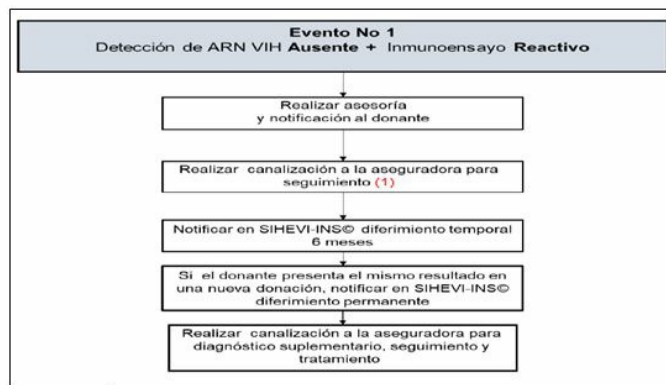 Evento No 1
Detección de ARN VIH Ausente + Inmunoensayo Reactivo
Realizar asesoría
y notificación al donante
Realizar canalización a la aseguradora para
seguimiento (1)
Notificar en SIHEVI-INS© diferimiento temporal
6 meses
Si el donante presenta el mismo resultado en
una nueva donación, notificar en SIHEVI-INS©
diferimiento permanente
Realizar canalización a la aseguradora para
diagnóstico suplementario, seguimiento y
tratamiento